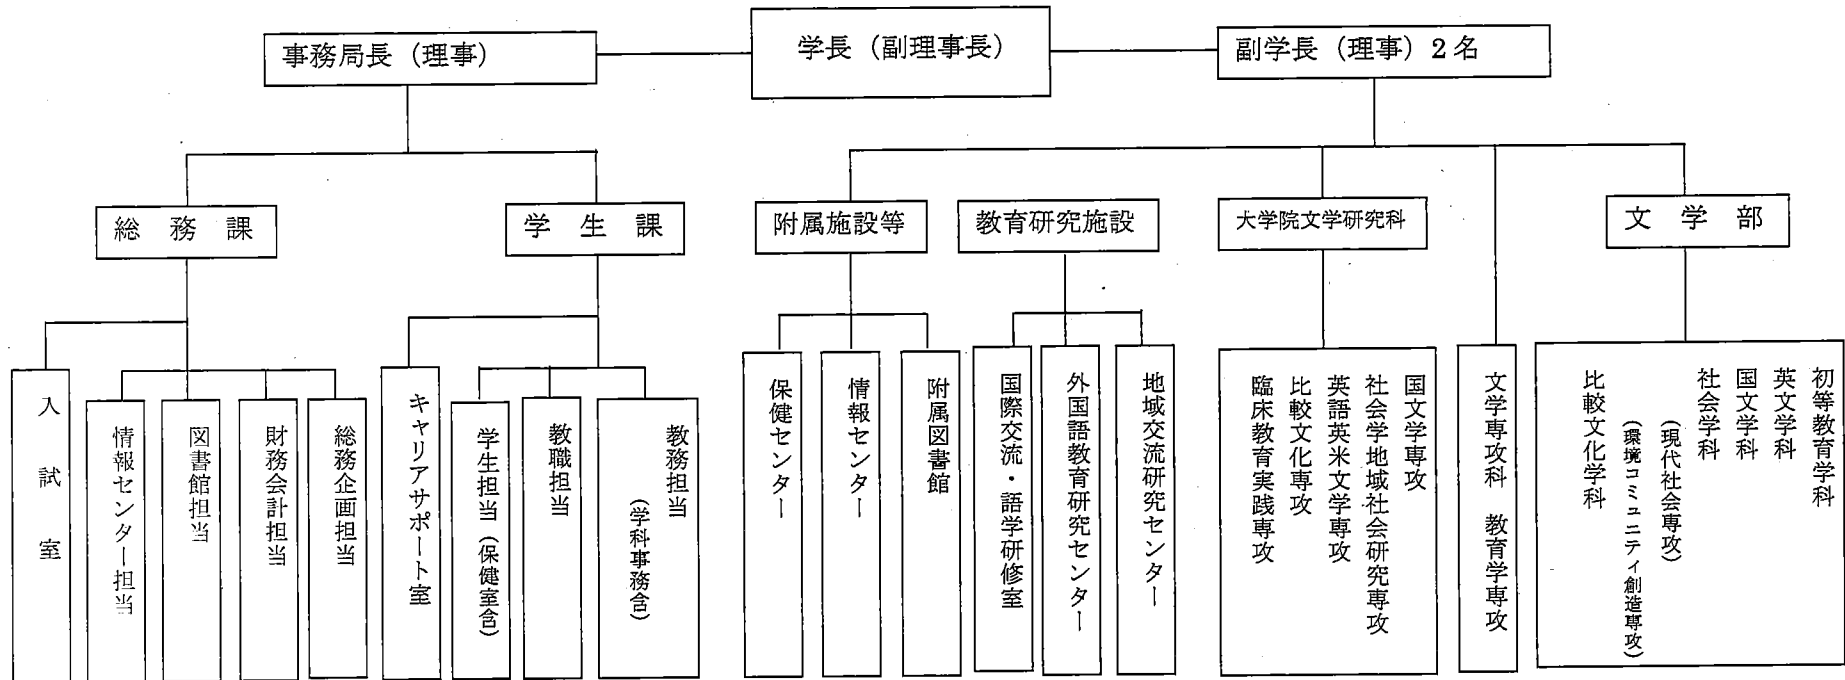 事務局長（理事）
学長（副理事長）
副学長（理事）2名
総務課
学生課
附属施設等
教育研究施設
大学院文学研究科
文学部
入試室
情報センター担当
図書館担当
財務会計担当
総務企画担当
キャリアサポート室
学生担当（保健室含）
教職担当
教務担当
（学科事務含）
保健センター
情報センター
附属図書館
国際交流・語学研修室
外国語教育研究センター
地域交流研究センター
国文学専攻
社会学地域社会研究専攻
英語英米文学専攻
比較文化専攻
臨床教育実践専攻
文学専攻科　教育学専攻
初等教育学科
英文学科
国文学科
社会学科
（現代社会専攻）
（環境コミュニティ創造専攻）
比較文化学科